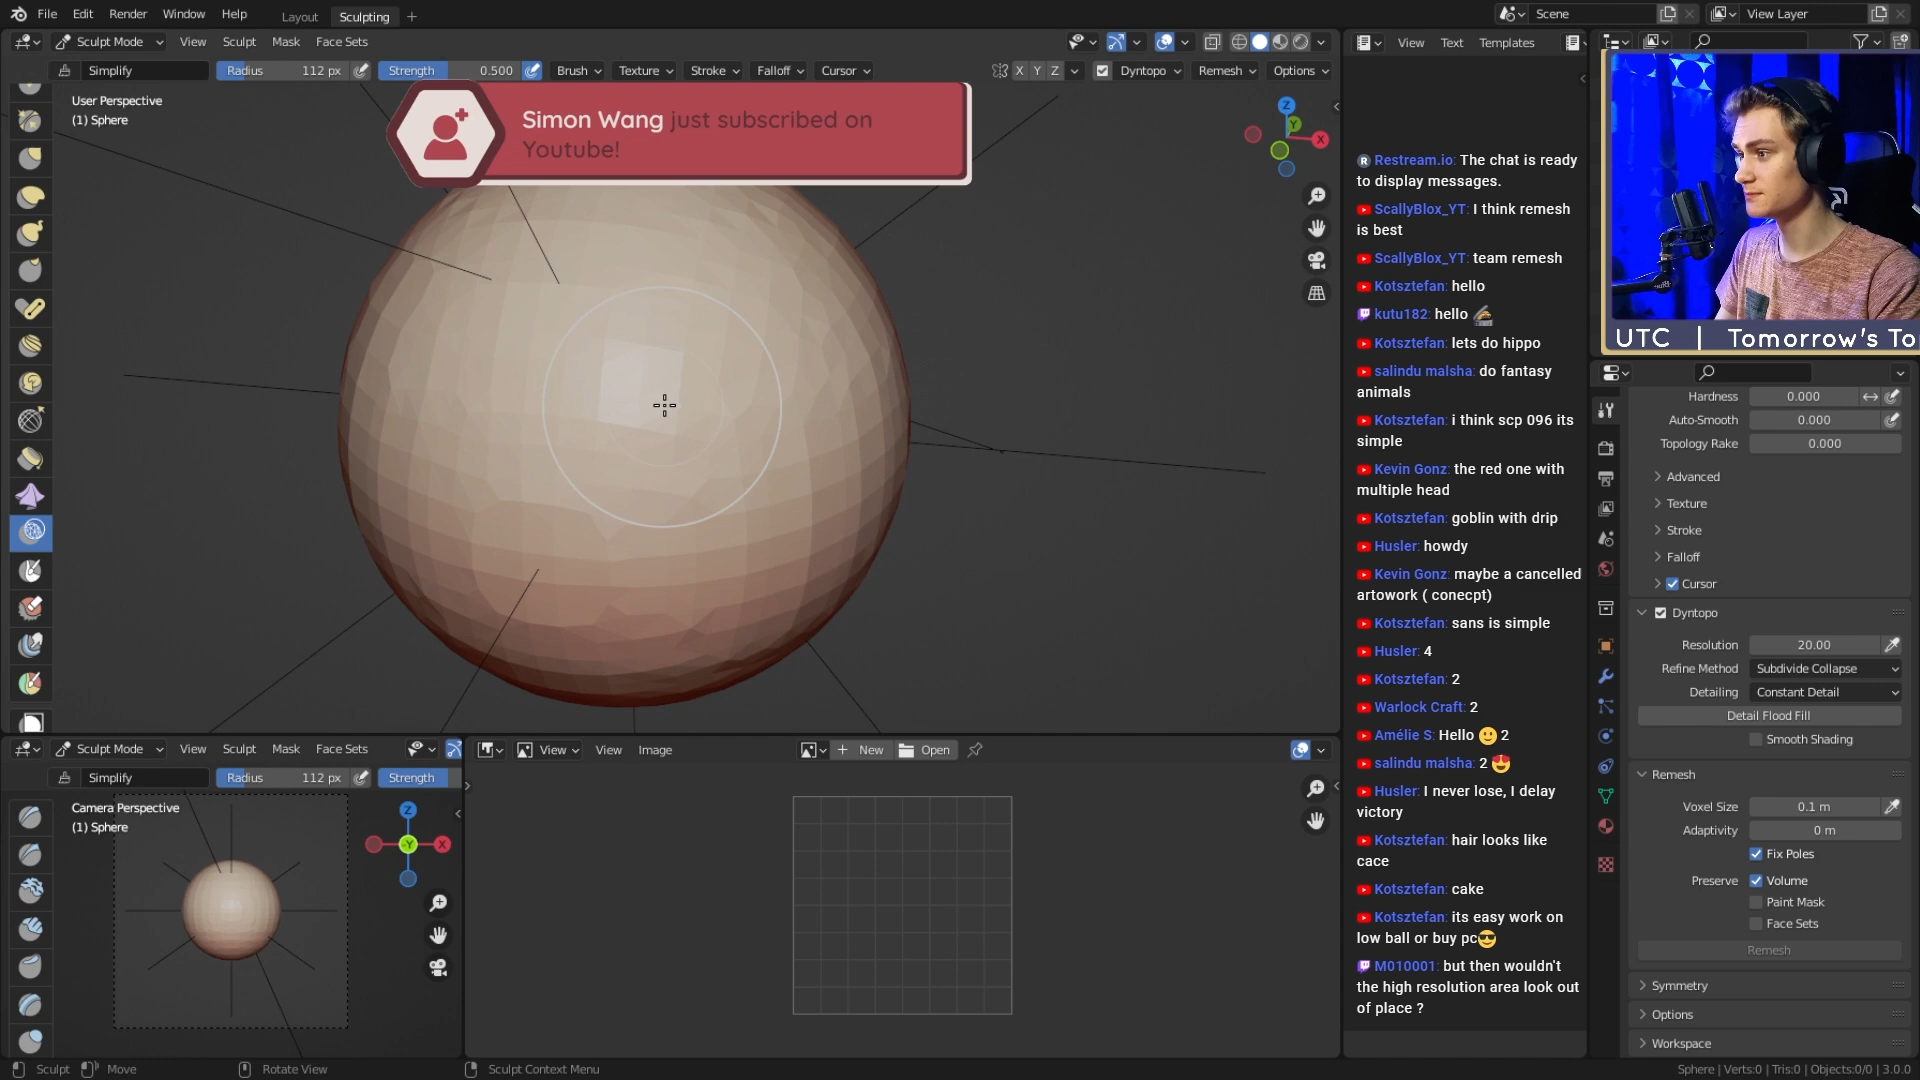 File Edit Render Window Help Layout Sculpting + Scene View Layer
Sculpt Mode View Sculpt Mask Face Sets
Simplify Radius 112 px Strength 0.500 Brush Texture Stroke Falloff Cursor X Y Z Dyntopo Remesh Options
User Perspective
(1) Sphere
Simon Wang just subscribed on
Youtube!
Z
Y
X
View Text Templates
Restream.io: The chat is ready
to display messages.
ScallyBlox_YT: I think remesh
is best
ScallyBlox_YT: team remesh
Kotsztefan: hello
kutu182: hello
Kotsztefan: lets do hippo
salindu malsha: do fantasy
animals
Kotsztefan: i think scp 096 its
simple
Kevin Gonz: the red one with
multiple head
Kotsztefan: goblin with drip
Husler: howdy
Kevin Gonz: maybe a cancelled
artowork ( conecpt)
Kotsztefan: sans is simple
Husler: 4
Kotsztefan: 2
Warlock Craft: 2
Amélie S: Hello 🙂 2
salindu malsha: 2 😍
Husler: I never lose, I delay
victory
Kotsztefan: hair looks like
cace
Kotsztefan: cake
Kotsztefan: its easy work on
low ball or buy pc😎
M010001: but then wouldn't
the high resolution area look out
of place ?
UTC | Tomorrow's To
Hardness 0.000
Auto-Smooth 0.000
Topology Rake 0.000
Advanced
Texture
Stroke
Falloff
Cursor
Dyntopo
Resolution 20.00
Refine Method Subdivide Collapse
Detailing Constant Detail
Detail Flood Fill
Smooth Shading
Remesh
Voxel Size 0.1 m
Adaptivity 0 m
Fix Poles
Preserve Volume
Paint Mask
Face Sets
Remesh
Symmetry
Options
Workspace
Sculpt Mode View Sculpt Mask Face Sets
Simplify Radius 112 px Strength
Camera Perspective
(1) Sphere
Z
-Y
X
View View Image + New Open
Sculpt Move Rotate View Sculpt Context Menu Sphere | Verts:0 | Tris:0 | Objects:0/0 | 3.0.0